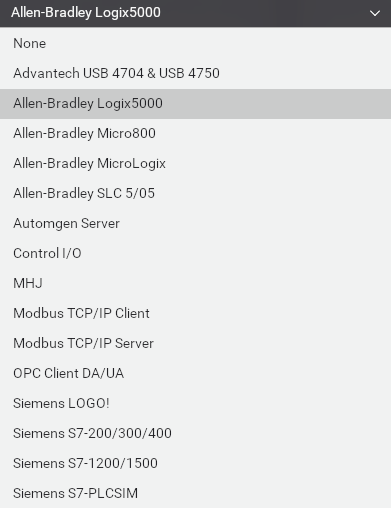 Allen-Bradley Logix5000
None
Advantech USB 4704 & USB 4750
Allen-Bradley Logix5000
Allen-Bradley Micro800
Allen-Bradley MicroLogix
Allen-Bradley SLC 5/05
Automgen Server
Control I/O
MHJ
Modbus TCP/IP Client
Modbus TCP/IP Server
OPC Client DA/UA
Siemens LOGO!
Siemens S7-200/300/400
Siemens S7-1200/1500
Siemens S7-PLCSIM